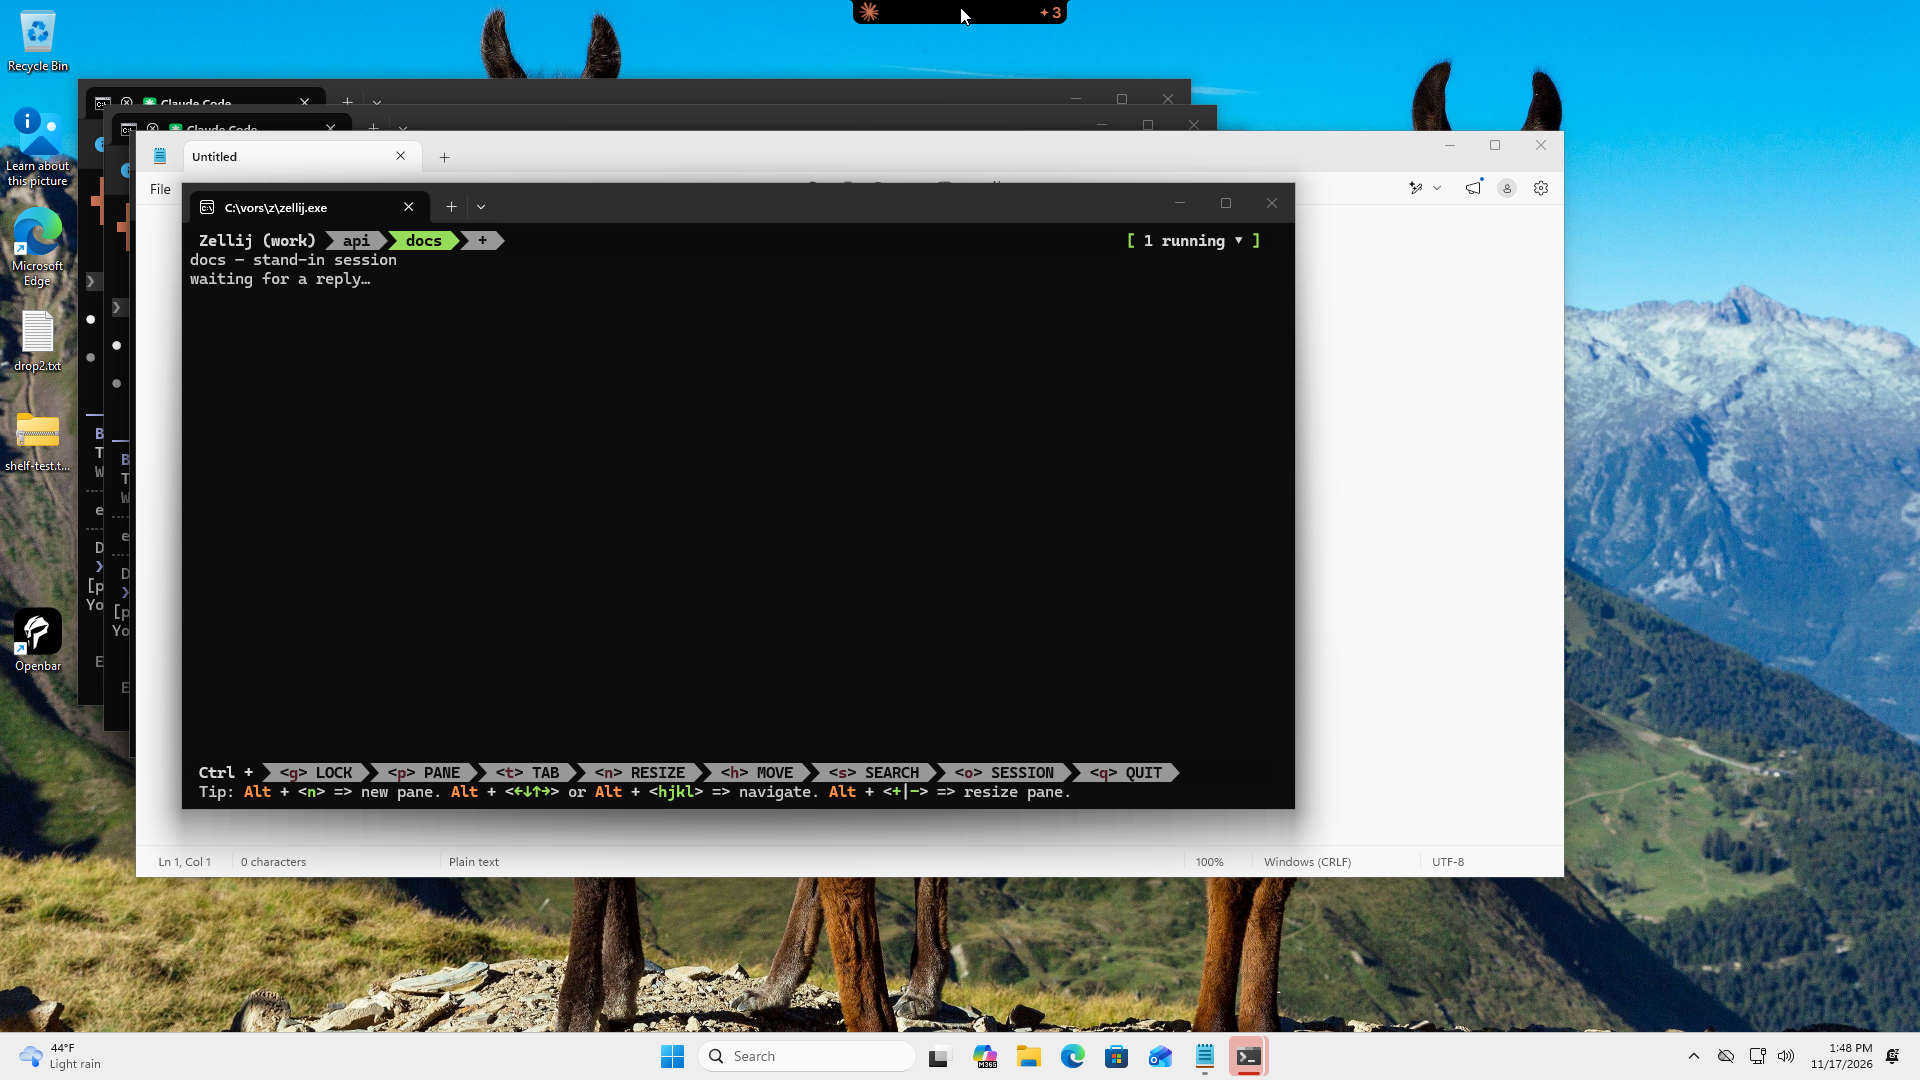 ✦3
Recycle Bin
Learn about
this picture
Microsoft
Edge
drop2.txt
shelf-test.t...
Openbar
Claude Code
Claude Code
Untitled
File
C:\vors\z\zellij.exe
Zellij (work) api docs +
[ 1 running ▼ ]
docs — stand-in session
waiting for a reply…
Ctrl + <g> LOCK <p> PANE <t> TAB <n> RESIZE <h> MOVE <s> SEARCH <o> SESSION <q> QUIT
Tip: Alt + <n> => new pane. Alt + <←↓↑→> or Alt + <hjkl> => navigate. Alt + <+|-> => resize pane.
Ln 1, Col 1
0 characters
Plain text
100%
Windows (CRLF)
UTF-8
44°F
Light rain
Search
M365
1:48 PM
11/17/2026